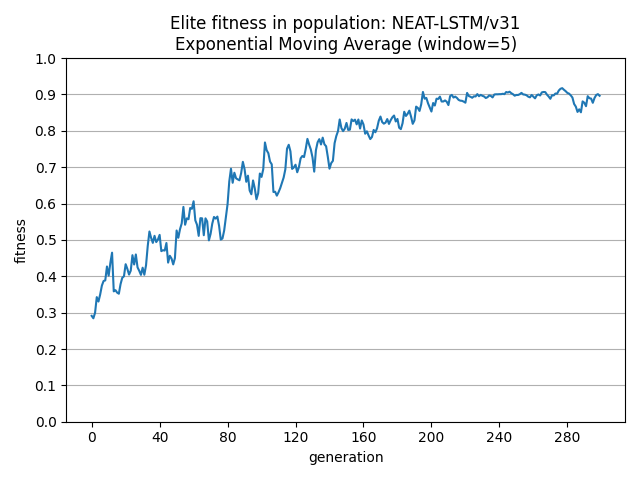 Elite fitness in population: NEAT-LSTM/v31
Exponential Moving Average (window=5)
1.0
0.9
0.8
0.7
0.6
0.5
0.4
0.3
0.2
0.1
0.0
fitness
0 40 80 120 160 200 240 280
generation